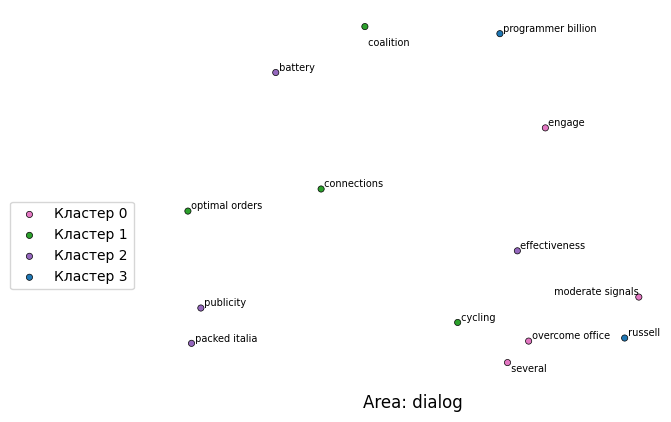 programmer billion
coalition
battery
engage
connections
optimal orders
Кластер 0
Кластер 1
Кластер 2
Кластер 3
effectiveness
moderate signals
publicity
cycling
packed italia
overcome office
russell
several
Area: dialog